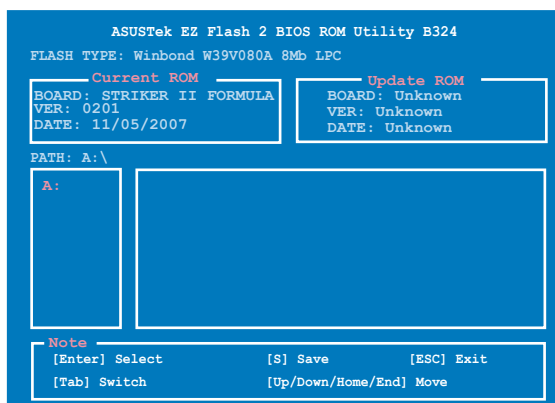 ASUSTek EZ Flash 2 BIOS ROM Utility B324
FLASH TYPE: Winbond W39V080A 8Mb LPC
Current ROM
BOARD: STRIKER II FORMULA
VER: 0201
DATE: 11/05/2007
Update ROM
BOARD: Unknown
VER: Unknown
DATE: Unknown
PATH: A:\
A:
Note
[Enter] Select [S] Save [ESC] Exit
[Tab] Switch [Up/Down/Home/End] Move